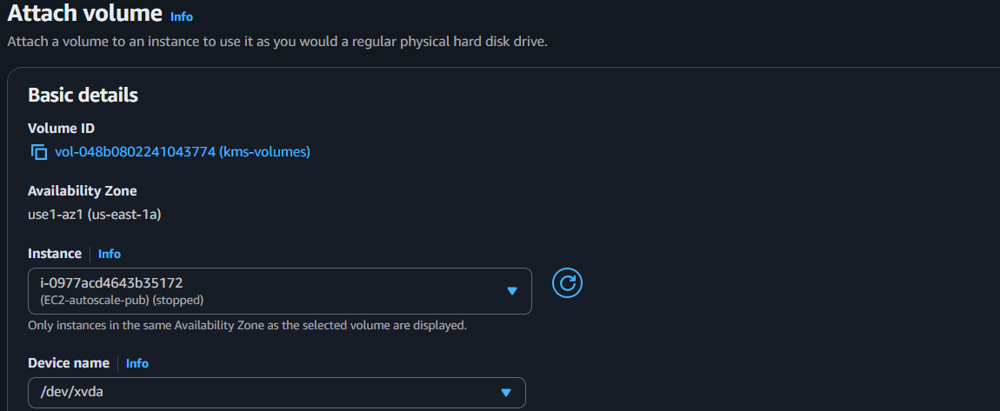 Attach volume Info
Attach a volume to an instance to use it as you would a regular physical hard disk drive.
Basic details
Volume ID
vol-048b0802241043774 (kms-volumes)
Availability Zone
use1-az1 (us-east-1a)
Instance Info
i-0977acd4643b35172
(EC2-autoscale-pub) (stopped)
Only instances in the same Availability Zone as the selected volume are displayed.
Device name Info
/dev/xvda